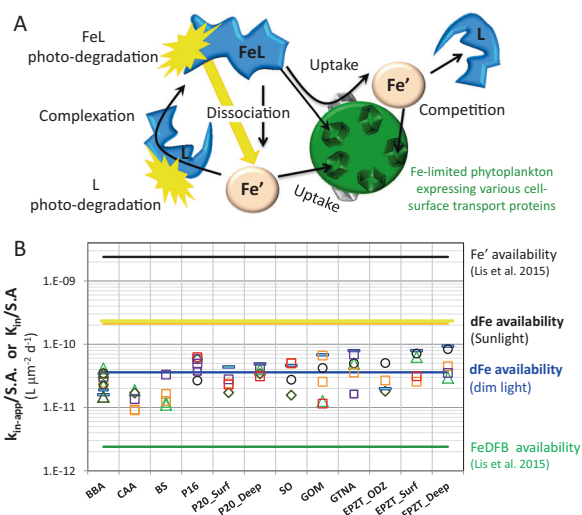 A
FeL
photo-degradation
FeL
Uptake
L
Fe'
Complexation
Dissociation
Competition
L
Fe'
L
photo-degradation
Uptake
Fe-limited phytoplankton
expressing various cell-
surface transport proteins
B
k_in-app/S.A. or K_in/S.A
(L μm⁻² d⁻¹)
1.E-09
1.E-10
1.E-11
1.E-12
Fe' availability
(Lis et al. 2015)
dFe availability
(Sunlight)
dFe availability
(dim light)
FeDFB availability
(Lis et al. 2015)
BBA
CAA
BS
P16
P20_Surf
P20_Deep
SO
GOM
GTNA
EPZT_ODZ
EPZT_Surf
EPZT_Deep